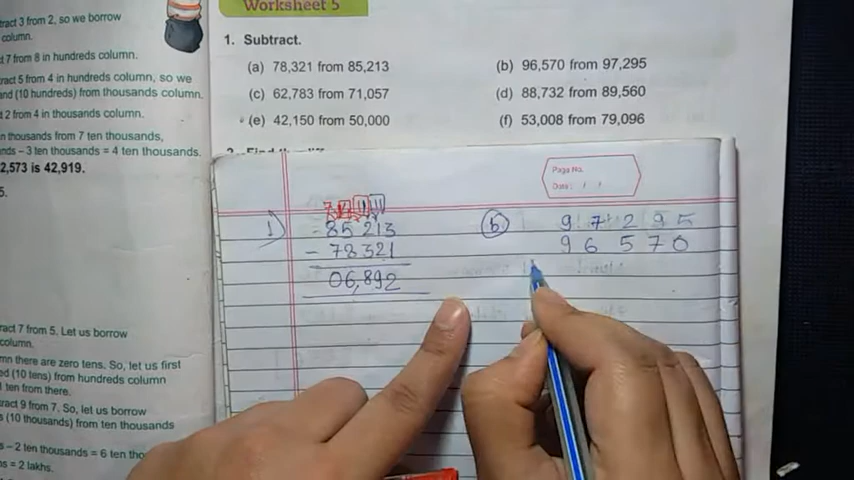 tract 3 from 2, so we borrow
column.
t 7 from 8 in hundreds column.
ract 5 from 4 in hundreds column, so we
and (10 hundreds) from thousands column.
t 2 from 4 in thousands column.
n thousands from 7 ten thousands,
nds – 3 ten thousands = 4 ten thousands.
2,573 is 42,919.
5.
ract 7 from 5. Let us borrow
column.
mn there are zero tens. So, let us first
ed (10 tens) from hundreds column
ten from there.
ract 9 from 7. So, let us borrow
s (10 thousands) from ten thousands
s – 2 ten thousands = 6 ten tho
s = 2 lakhs.
Worksheet 5
1. Subtract.
(a) 78,321 from 85,213
(b) 96,570 from 97,295
(c) 62,783 from 71,057
(d) 88,732 from 89,560
(e) 42,150 from 50,000
(f) 53,008 from 79,096
Page No.
Date: / /
1)
85213
- 78321
06,892
(b)
97295
96570